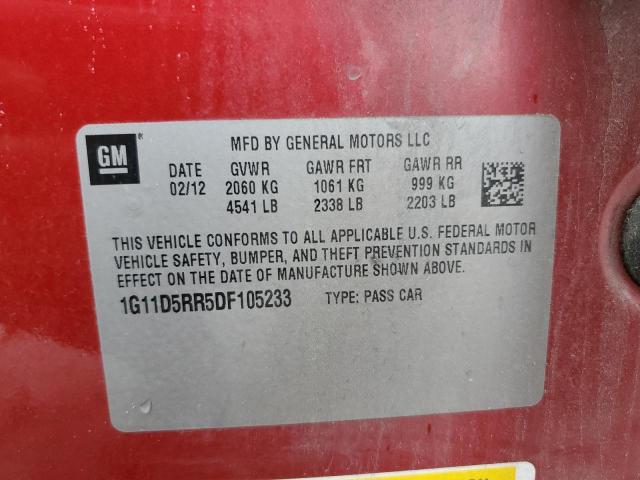 GM
MFD BY GENERAL MOTORS LLC
DATE GVWR GAWR FRT GAWR RR
02/12 2060 KG 1061 KG 999 KG
4541 LB 2338 LB 2203 LB
THIS VEHICLE CONFORMS TO ALL APPLICABLE U.S. FEDERAL MOTOR
VEHICLE SAFETY, BUMPER, AND THEFT PREVENTION STANDARDS IN
EFFECT ON THE DATE OF MANUFACTURE SHOWN ABOVE.
1G11D5RR5DF105233 TYPE: PASS CAR